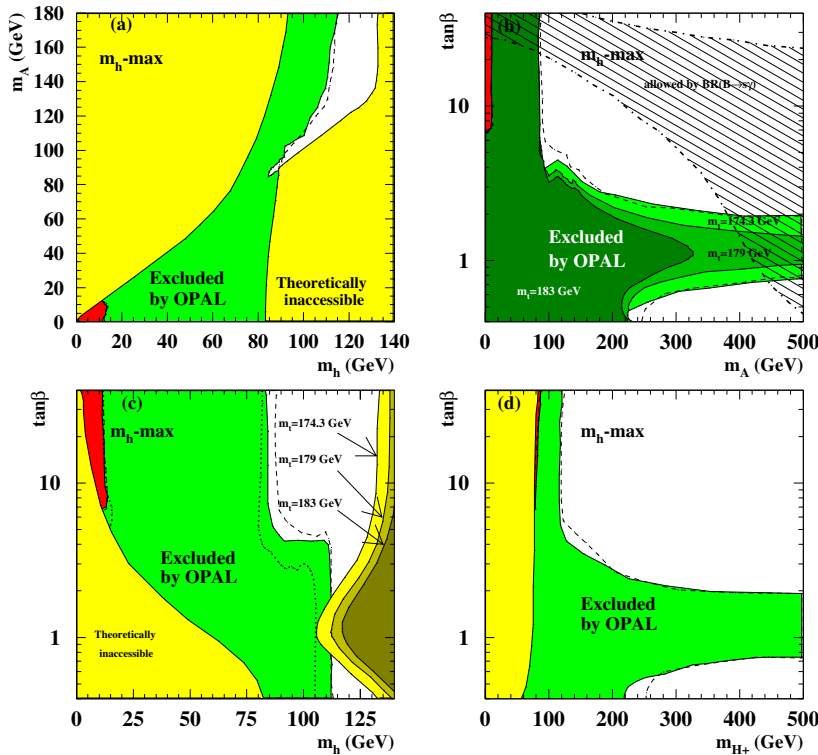 m_A (GeV)
180
160
140
120
100
80
60
40
20
0
(a)
m_h-max
Excluded
by OPAL
Theoretically
inaccessible
0 20 40 60 80 100 120 140
m_h (GeV)
tanβ
10
1
(b)
m_h-max
allowed by BR(B→sγ)
m_t=174.3 GeV
Excluded
by OPAL
m_t=179 GeV
m_t=183 GeV
0 100 200 300 400 500
m_A (GeV)
tanβ
10
1
(c)
m_h-max
m_t=174.3 GeV
m_t=179 GeV
m_t=183 GeV
Excluded
by OPAL
Theoretically
inaccessible
0 25 50 75 100 125
m_h (GeV)
tanβ
10
1
(d)
m_h-max
Excluded
by OPAL
0 100 200 300 400 500
m_H+ (GeV)